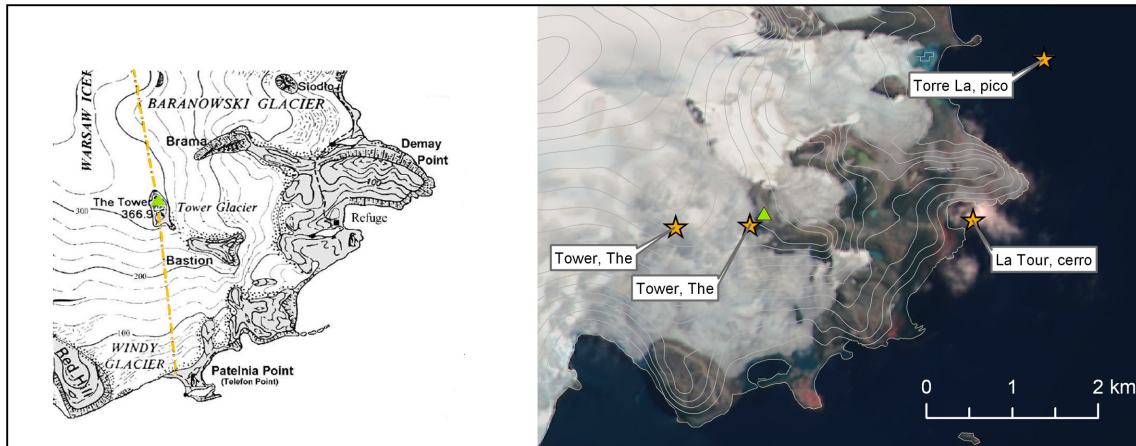 WARSAW ICEF
Siodło
BARANOWSKI GLACIER
Brama
Demay
Point
100
The Tower
366.9
Tower Glacier
300
Refuge
Bastion
200
100
WINDY
GLACIER
Red Hill
Patelnia Point
(Telefon Point)
Torre La, pico
Tower, The
Tower, The
La Tour, cerro
0 1 2 km